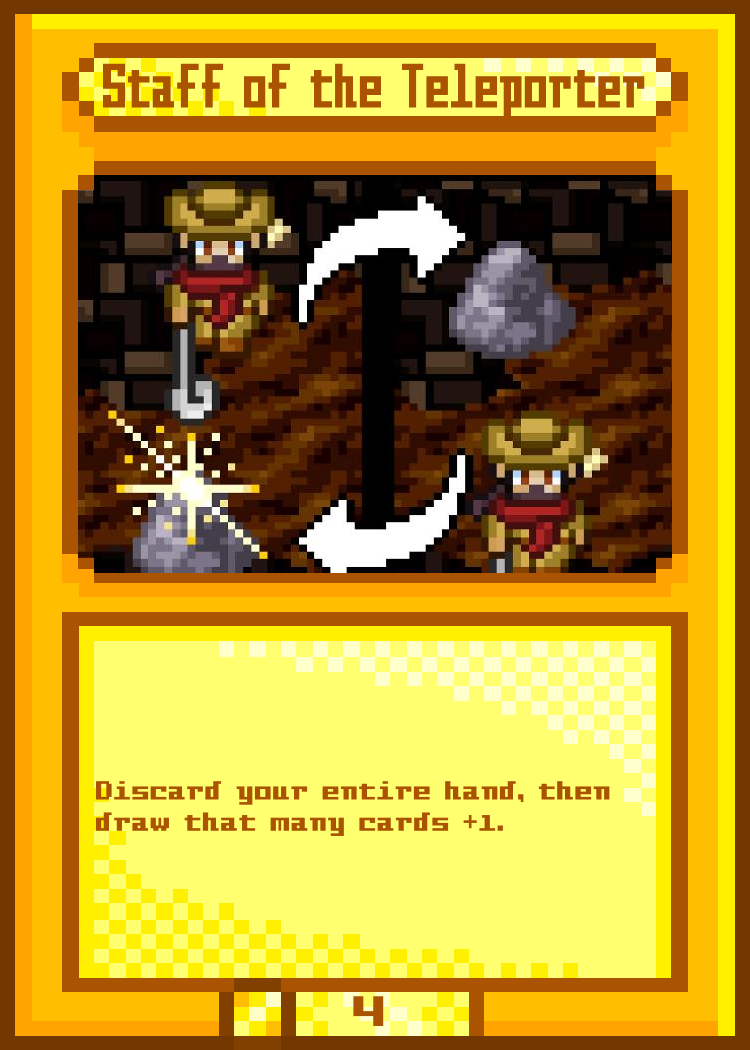 Staff of the Teleporter
Discard your entire hand, then
draw that many cards +1.
4